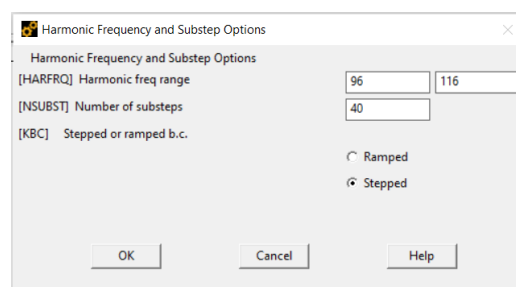 Harmonic Frequency and Substep Options
Harmonic Frequency and Substep Options
[HARFRQ] Harmonic freq range 96 116
[NSUBST] Number of substeps 40
[KBC] Stepped or ramped b.c.
Ramped
Stepped
OK Cancel Help